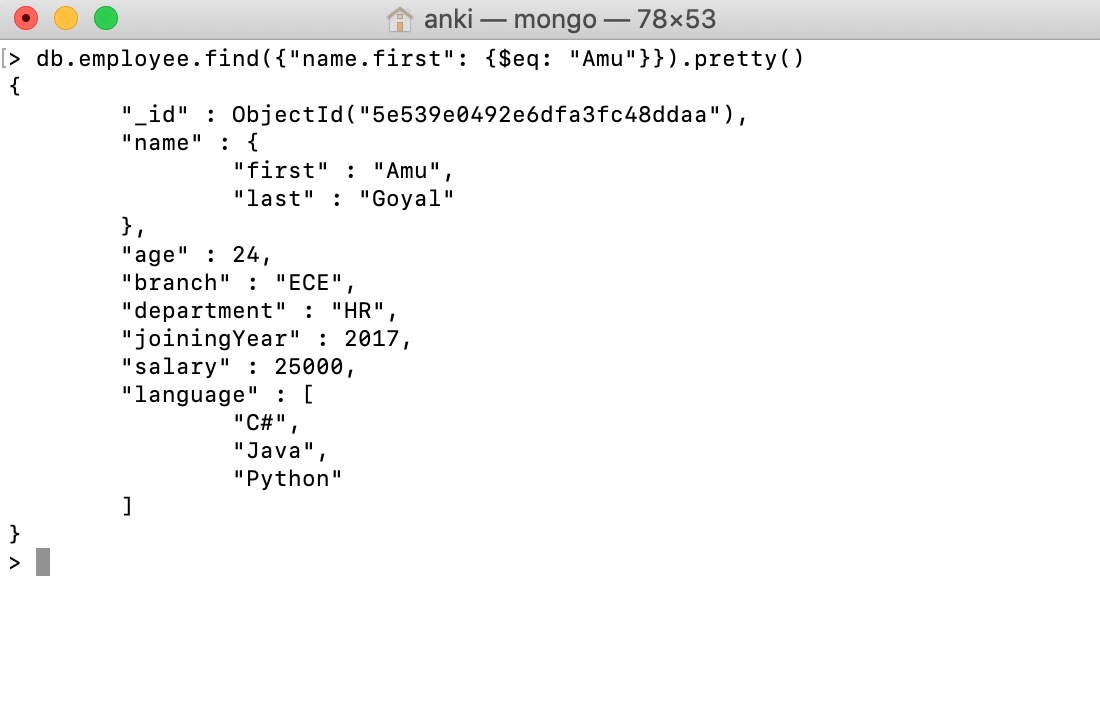 anki — mongo — 78×53
[> db.employee.find({"name.first": {$eq: "Amu"}}).pretty()
{
        "_id" : ObjectId("5e539e0492e6dfa3fc48ddaa"),
        "name" : {
                "first" : "Amu",
                "last" : "Goyal"
        },
        "age" : 24,
        "branch" : "ECE",
        "department" : "HR",
        "joiningYear" : 2017,
        "salary" : 25000,
        "language" : [
                "C#",
                "Java",
                "Python"
        ]
}
>